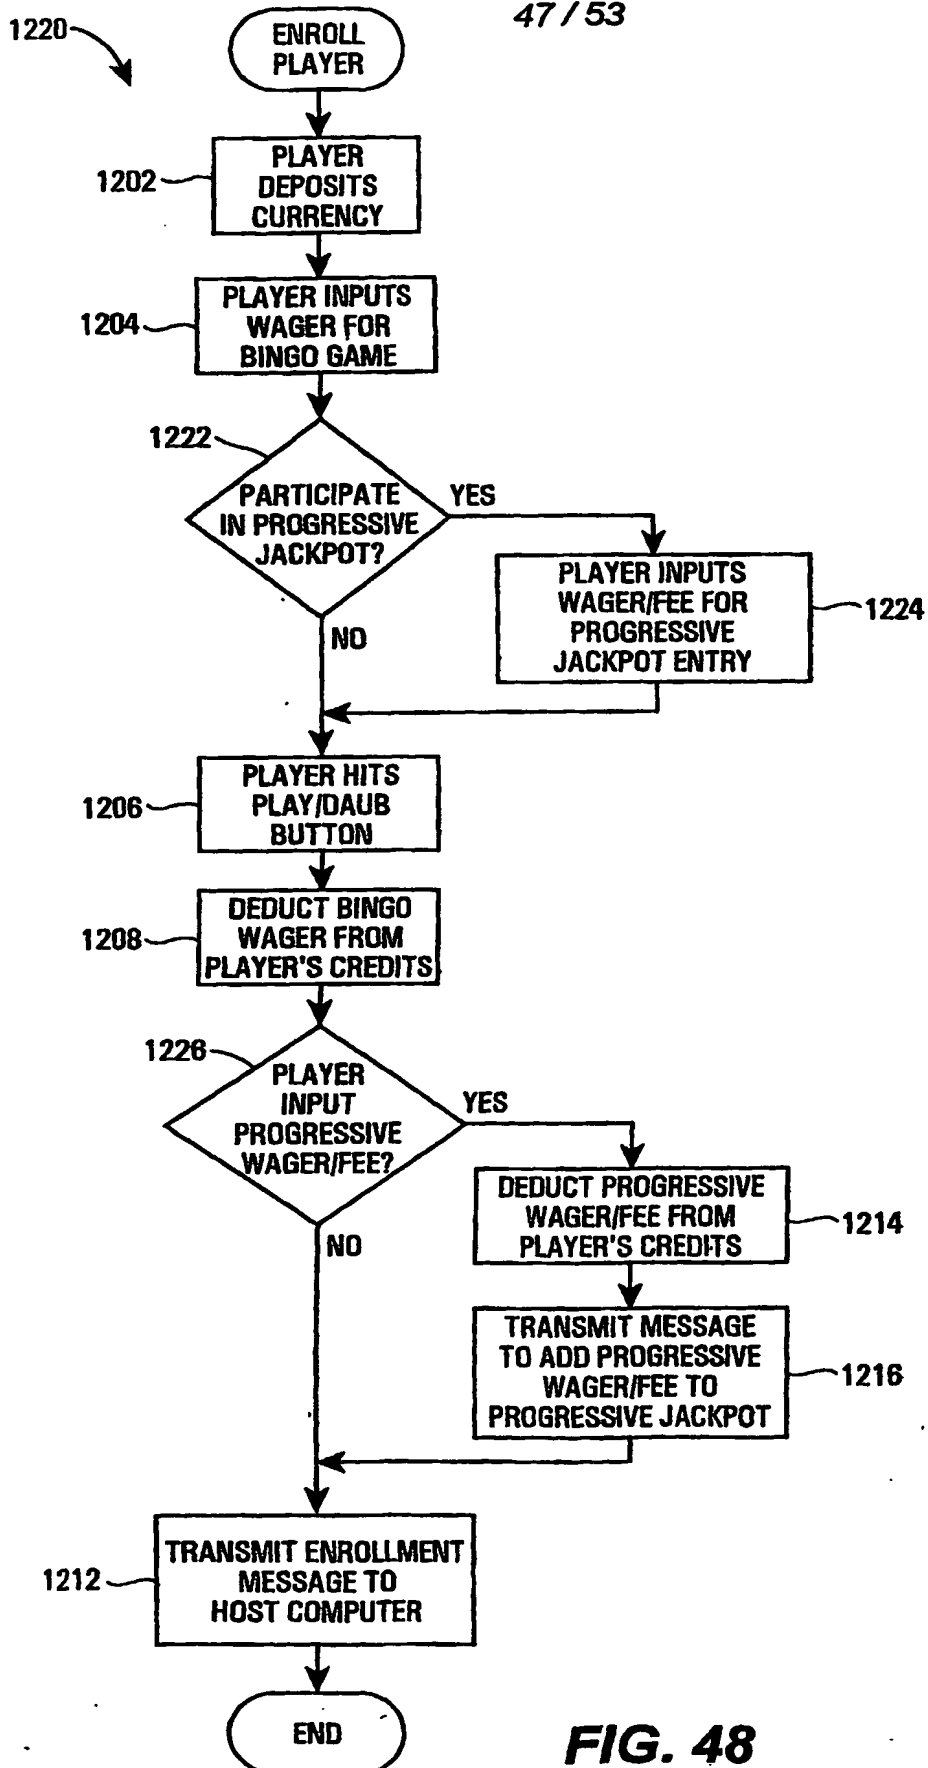 47/53
1220
ENROLL
PLAYER
1202
PLAYER
DEPOSITS
CURRENCY
1204
PLAYER INPUTS
WAGER FOR
BINGO GAME
1222
PARTICIPATE
IN PROGRESSIVE
JACKPOT?
YES
NO
PLAYER INPUTS
WAGER/FEE FOR
PROGRESSIVE
JACKPOT ENTRY
1224
1206
PLAYER HITS
PLAY/DAUB
BUTTON
1208
DEDUCT BINGO
WAGER FROM
PLAYER'S CREDITS
1226
PLAYER
INPUT
PROGRESSIVE
WAGER/FEE?
YES
NO
DEDUCT PROGRESSIVE
WAGER/FEE FROM
PLAYER'S CREDITS
1214
TRANSMIT MESSAGE
TO ADD PROGRESSIVE
WAGER/FEE TO
PROGRESSIVE JACKPOT
1216
1212
TRANSMIT ENROLLMENT
MESSAGE TO
HOST COMPUTER
END
FIG. 48